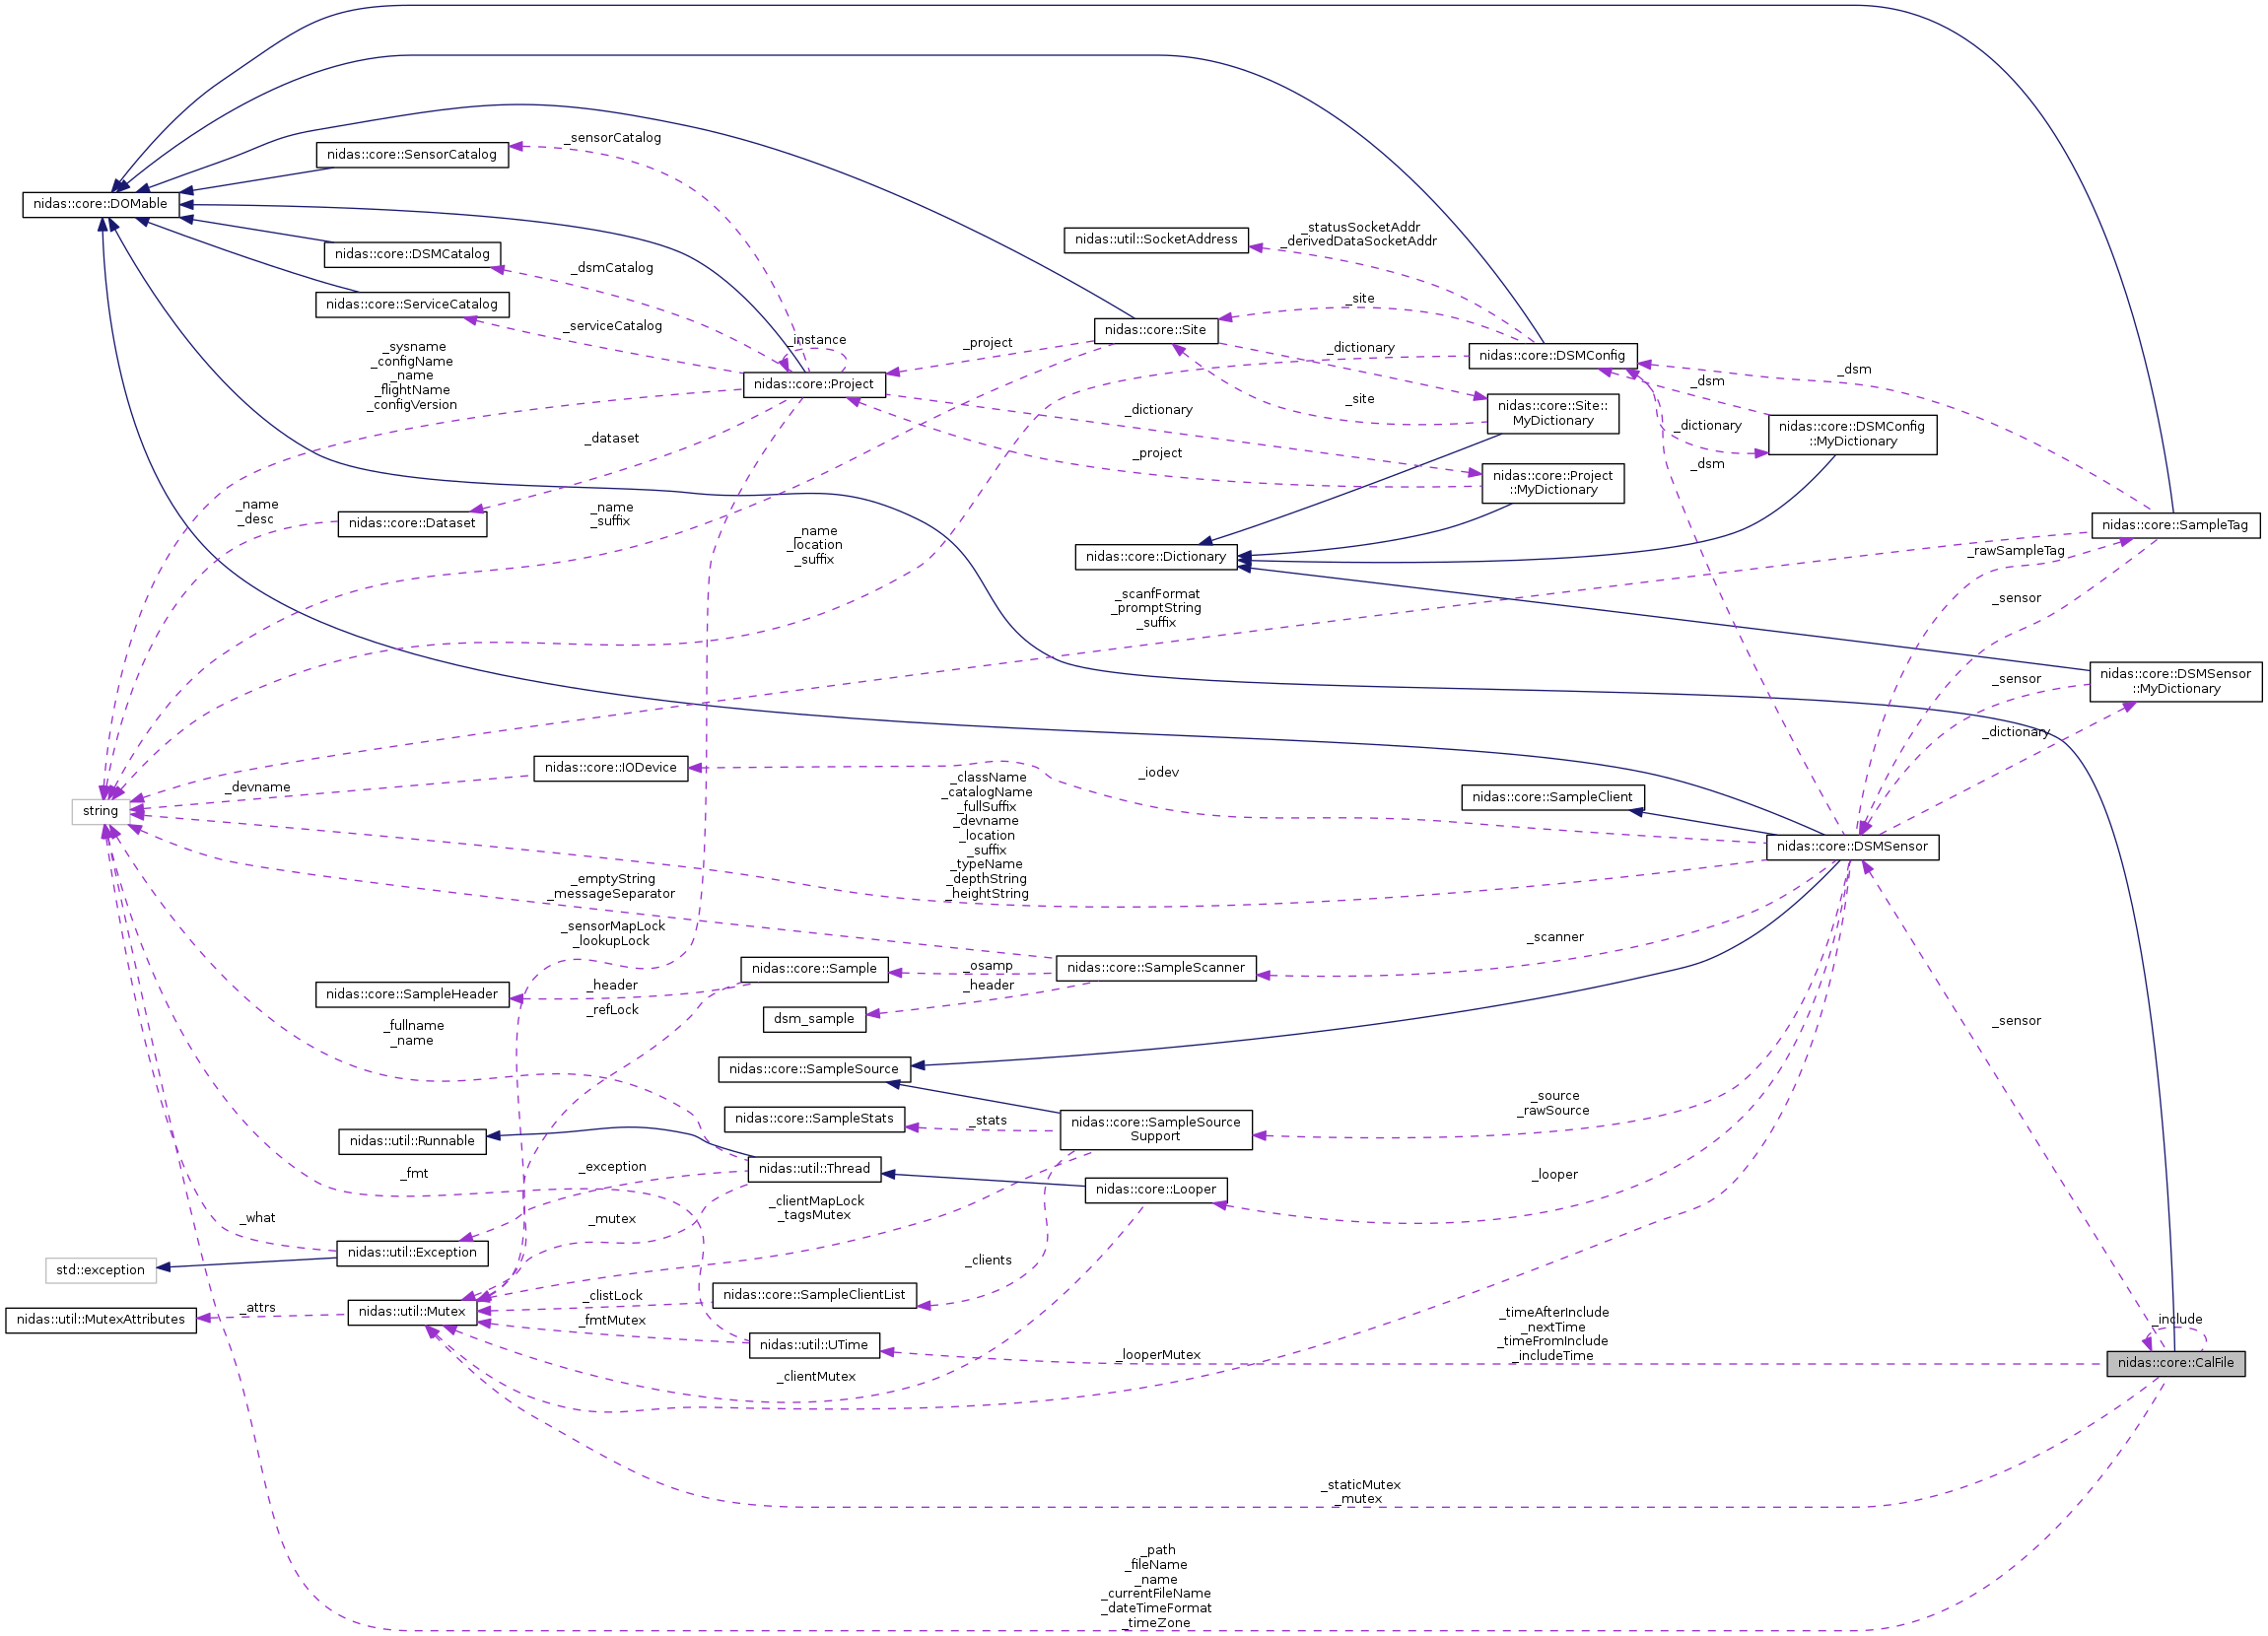 _sensorCatalog
nidas::core::SensorCatalog
nidas::core::DOMable
_statusSocketAddr
_derivedDataSocketAddr
nidas::util::SocketAddress
nidas::core::DSMCatalog
_dsmCatalog
nidas::core::ServiceCatalog
_site
_serviceCatalog
nidas::core::Site
_instance
_project
_dictionary
nidas::core::DSMConfig
_sysname
_configName
_name
_flightName
_configVersion
nidas::core::Project
_dsm
_dsm
_site
nidas::core::Site::
MyDictionary
_dictionary
_dictionary
nidas::core::DSMConfig
::MyDictionary
_dataset
_project
_dsm
nidas::core::Project
::MyDictionary
_name
_desc
nidas::core::Dataset
_name
_suffix
_name
_location
_suffix
nidas::core::SampleTag
nidas::core::Dictionary
_rawSampleTag
_scanfFormat
_promptString
_suffix
_sensor
_sensor
nidas::core::DSMSensor
::MyDictionary
_dictionary
nidas::core::IODevice
_iodev
_devname
_className
_catalogName
_fullSuffix
_devname
_location
_suffix
_typeName
_depthString
_heightString
nidas::core::SampleClient
string
nidas::core::DSMSensor
_emptyString
_messageSeparator
_sensorMapLock
_lookupLock
_scanner
nidas::core::Sample
_osamp
nidas::core::SampleScanner
nidas::core::SampleHeader
_header
_header
_refLock
dsm_sample
_fullname
_name
_sensor
nidas::core::SampleSource
_source
_rawSource
nidas::core::SampleStats
_stats
nidas::core::SampleSource
Support
nidas::util::Runnable
_exception
nidas::util::Thread
_fmt
_looper
nidas::core::Looper
_clientMapLock
_tagsMutex
_what
_mutex
nidas::util::Exception
_clients
std::exception
_attrs
nidas::util::Mutex
_clistLock
nidas::core::SampleClientList
nidas::util::MutexAttributes
_fmtMutex
_timeAfterInclude
_nextTime
_timeFromInclude
_includeTime
_include
nidas::util::UTime
_looperMutex
nidas::core::CalFile
_clientMutex
_staticMutex
_mutex
_path
_fileName
_name
_currentFileName
_dateTimeFormat
_timeZone